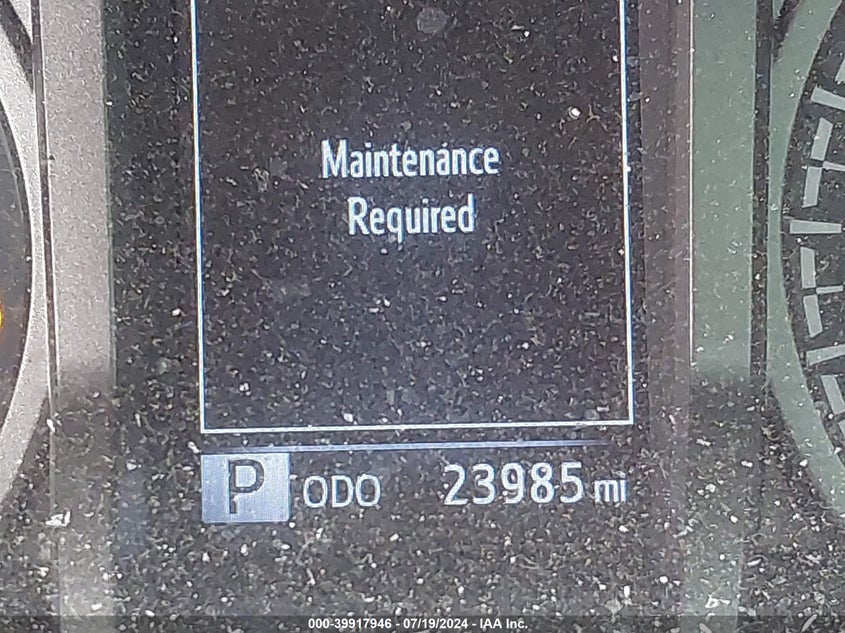 Maintenance
Required
P ODO 23985 mi
000-39917946 - 07/19/2024 - IAA Inc.